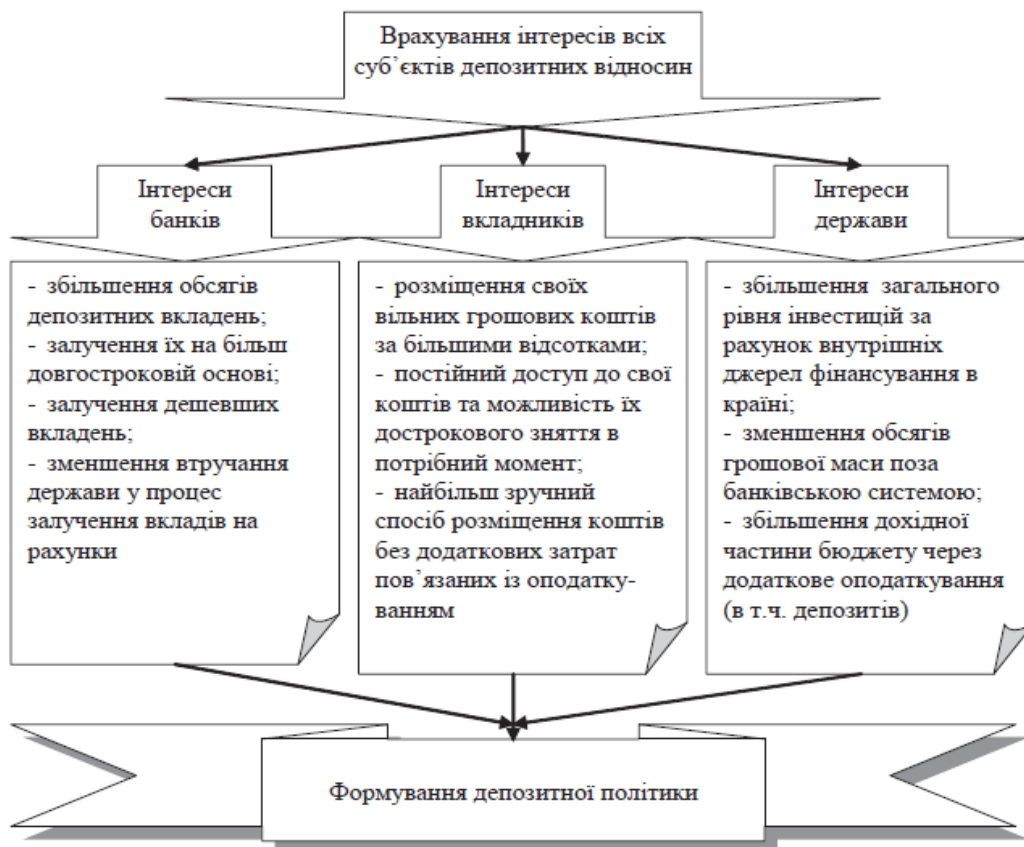 Врахування інтересів всіх
суб’єктів депозитних відносин
Інтереси
банків
- збільшення обсягів
депозитних вкладень;
- залучення їх на більш
довгостроковій основі;
- залучення дешевших
вкладень;
- зменшення втручання
держави у процес
залучення вкладів на
рахунки
Інтереси
вкладників
- розміщення своїх
вільних грошових коштів
за більшими відсотками;
- постійний доступ до свої
коштів та можливість їх
дострокового зняття в
потрібний момент;
- найбільш зручний
спосіб розміщення коштів
без додаткових затрат
пов’язаних із оподатку-
ванням
Інтереси
держави
- збільшення загального
рівня інвестицій за
рахунок внутрішніх
джерел фінансування в
країні;
- зменшення обсягів
грошової маси поза
банківською системою;
- збільшення дохідної
частини бюджету через
додаткове оподаткування
(в т.ч. депозитів)
Формування депозитної політики